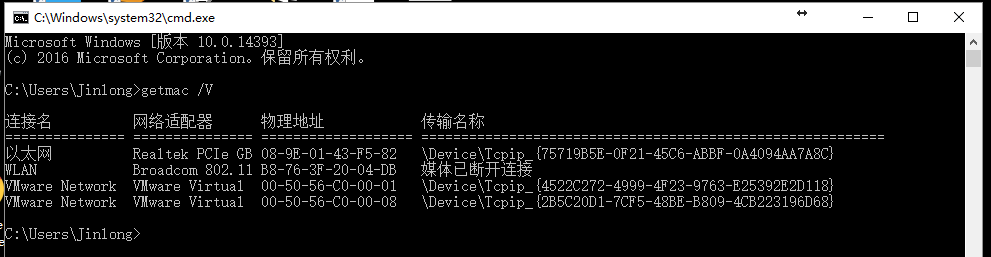 C:\Windows\system32\cmd.exe
Microsoft Windows [版本 10.0.14393]
(c) 2016 Microsoft Corporation。保留所有权利。
C:\Users\Jinlong>getmac /V
连接名          网络适配器      物理地址            传输名称
=============== =============== =================== ==========================================================
以太网          Realtek PCIe GB 08-9E-01-43-F5-82   \Device\Tcpip_{75719B5E-0F21-45C6-ABBF-0A4094AA7A8C}
WLAN            Broadcom 802.11 B8-76-3F-20-04-DB   媒体已断开连接
VMware Network  VMware Virtual  00-50-56-C0-00-01   \Device\Tcpip_{4522C272-4999-4F23-9763-E25392E2D118}
VMware Network  VMware Virtual  00-50-56-C0-00-08   \Device\Tcpip_{2B5C20D1-7CF5-48BE-B809-4CB223196D68}
C:\Users\Jinlong>